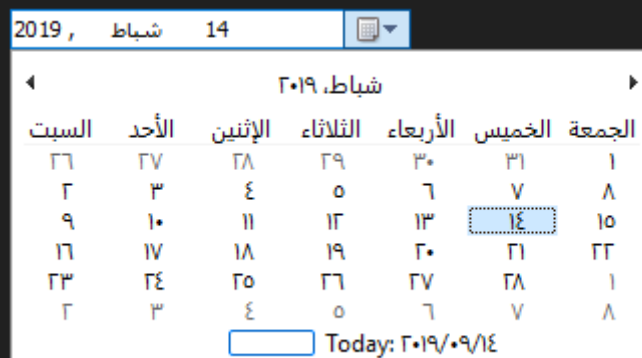 14 شباط , 2019
شباط، ٢٠١٩
السبت الأحد الإثنين الثلاثاء الأربعاء الخميس الجمعة
٢٦ ٢٧ ٢٨ ٢٩ ٣٠ ٣١ ١
٢ ٣ ٤ ٥ ٦ ٧ ٨
٩ ١٠ ١١ ١٢ ١٣ ١٤ ١٥
١٦ ١٧ ١٨ ١٩ ٢٠ ٢١ ٢٢
٢٣ ٢٤ ٢٥ ٢٦ ٢٧ ٢٨ ١
٢ ٣ ٤ ٥ ٦ ٧ ٨
Today: ٢٠١٩/٠٩/١٤